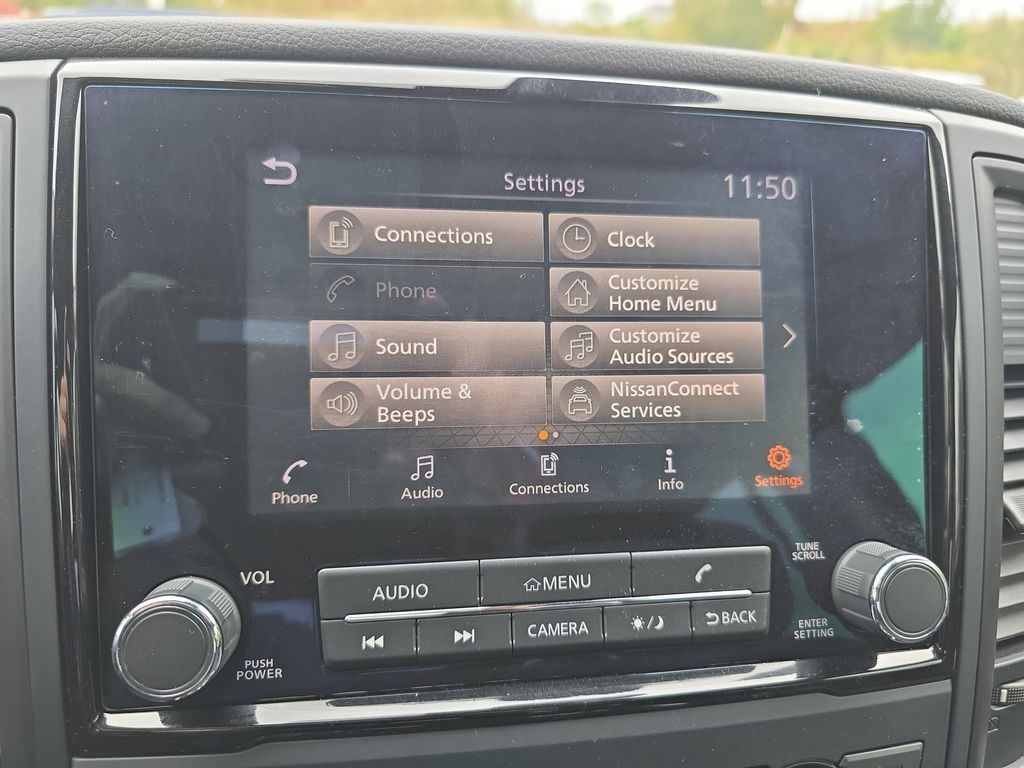 Settings
11:50
Connections
Clock
Phone
Customize
Home Menu
Sound
Customize
Audio Sources
Volume &
Beeps
NissanConnect
Services
Phone
Audio
Connections
Info
Settings
VOL
PUSH
POWER
AUDIO
MENU
CAMERA
BACK
TUNE
SCROLL
ENTER
SETTING